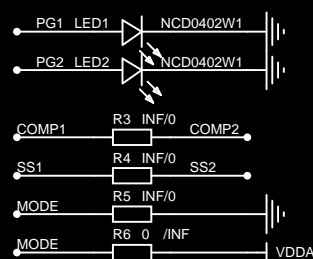 PG1 LED1 NCD0402W1
PG2 LED2 NCD0402W1
R3 INF/0
COMP1 COMP2
R4 INF/0
SS1 SS2
R5 INF/0
MODE
R6 0 /INF
MODE VDDA